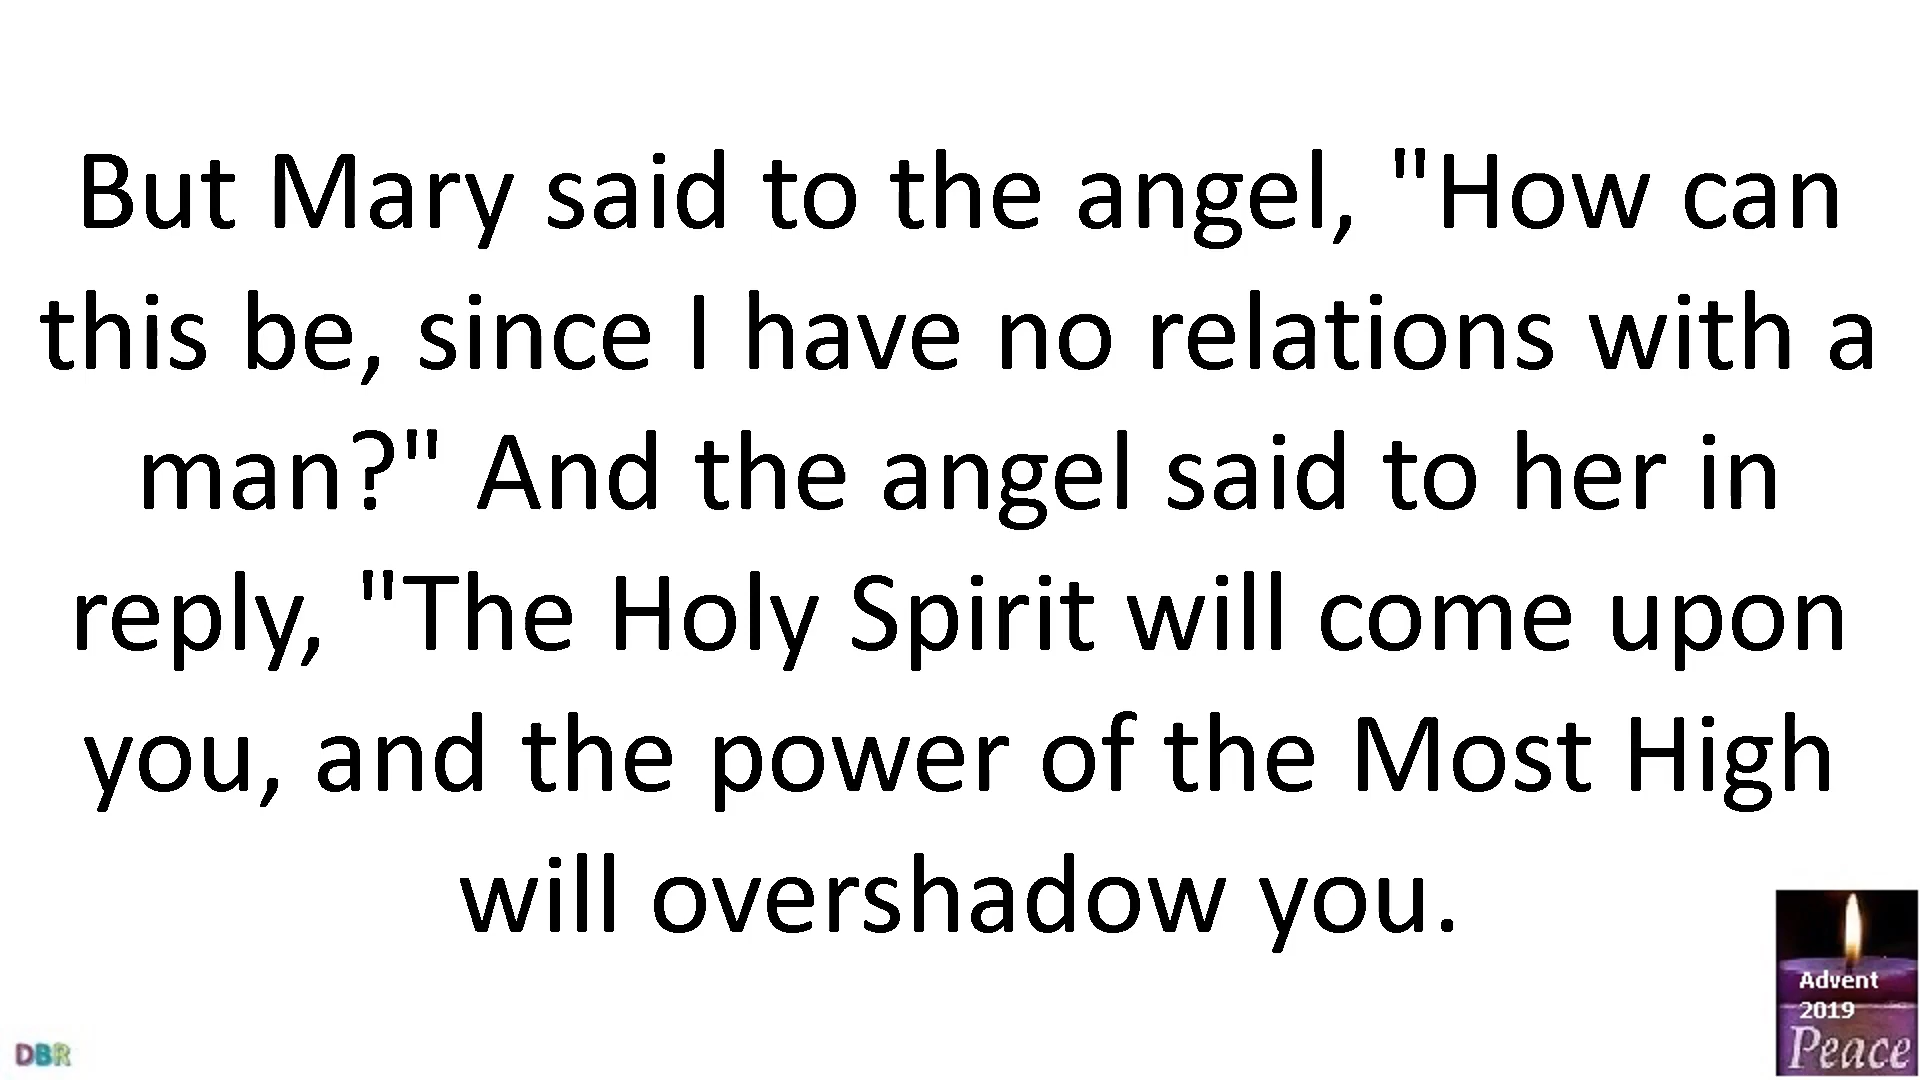 But Mary said to the angel, "How can
this be, since I have no relations with a
man?" And the angel said to her in
reply, "The Holy Spirit will come upon
you, and the power of the Most High
will overshadow you.
Advent
2019
Peace
DBR